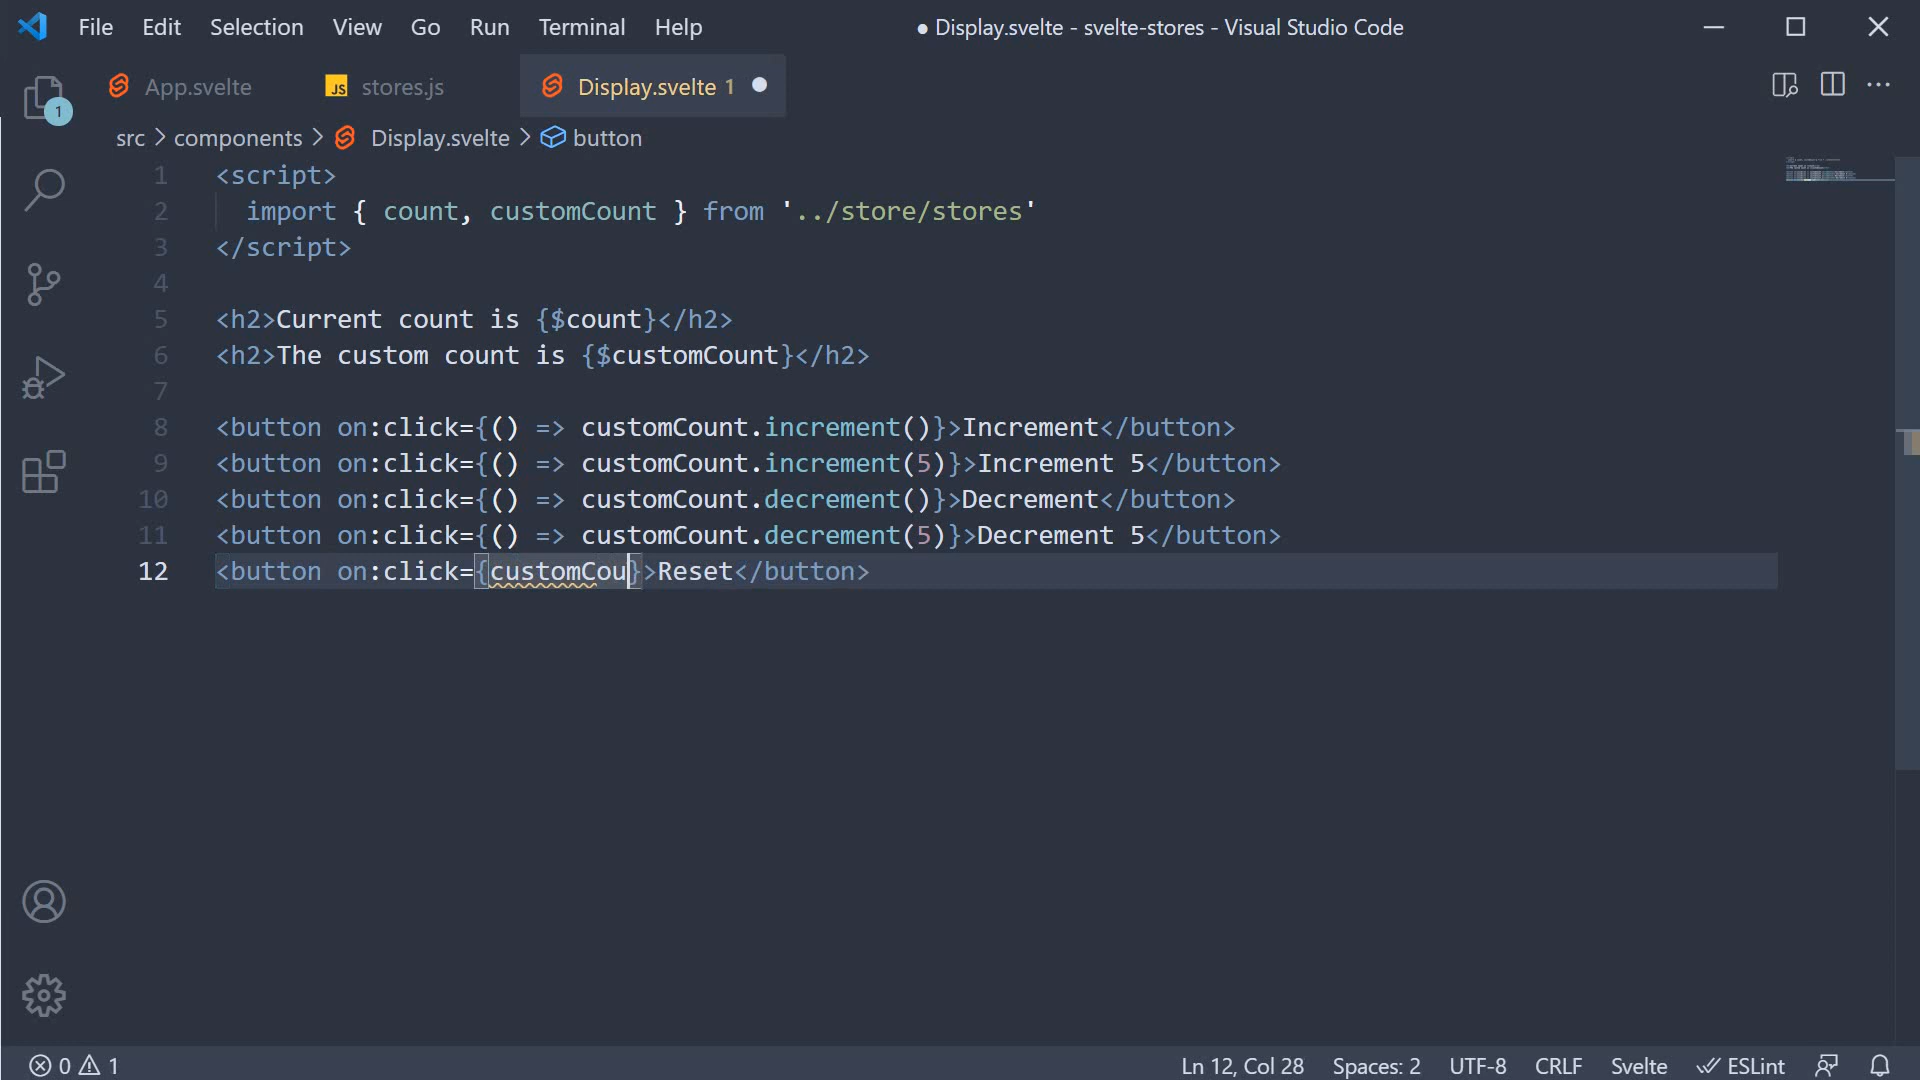 File Edit Selection View Go Run Terminal Help ● Display.svelte - svelte-stores - Visual Studio Code
1 App.svelte JS stores.js Display.svelte 1
src > components > Display.svelte > button
1 <script>
2 import { count, customCount } from '../store/stores'
3 </script>
4
5 <h2>Current count is {$count}</h2>
6 <h2>The custom count is {$customCount}</h2>
7
8 <button on:click={() => customCount.increment()}>Increment</button>
9 <button on:click={() => customCount.increment(5)}>Increment 5</button>
10 <button on:click={() => customCount.decrement()}>Decrement</button>
11 <button on:click={() => customCount.decrement(5)}>Decrement 5</button>
12 <button on:click={customCou}>Reset</button>
0 1 Ln 12, Col 28 Spaces: 2 UTF-8 CRLF Svelte ESLint